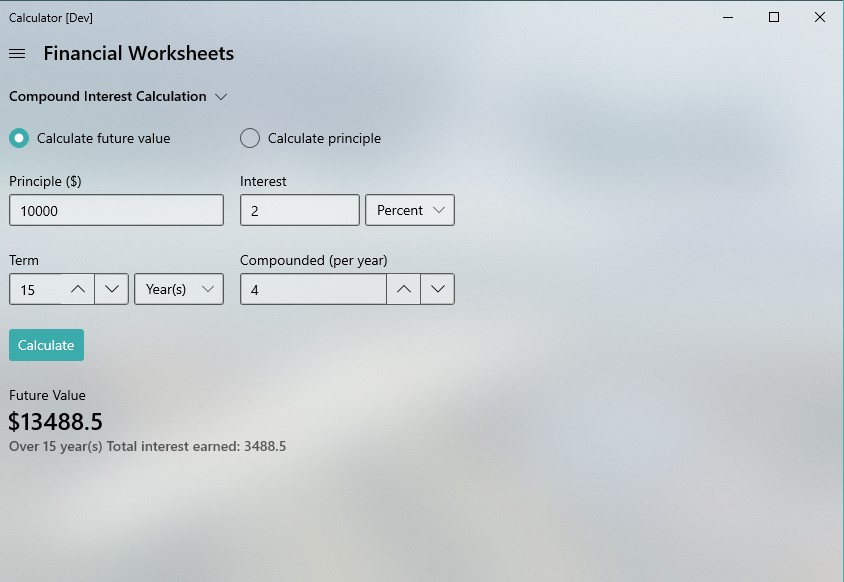 Calculator [Dev]
Financial Worksheets
Compound Interest Calculation
Calculate future value Calculate principle
Principle ($) Interest
10000 2 Percent
Term Compounded (per year)
15 Year(s) 4
Calculate
Future Value
$13488.5
Over 15 year(s) Total interest earned: 3488.5